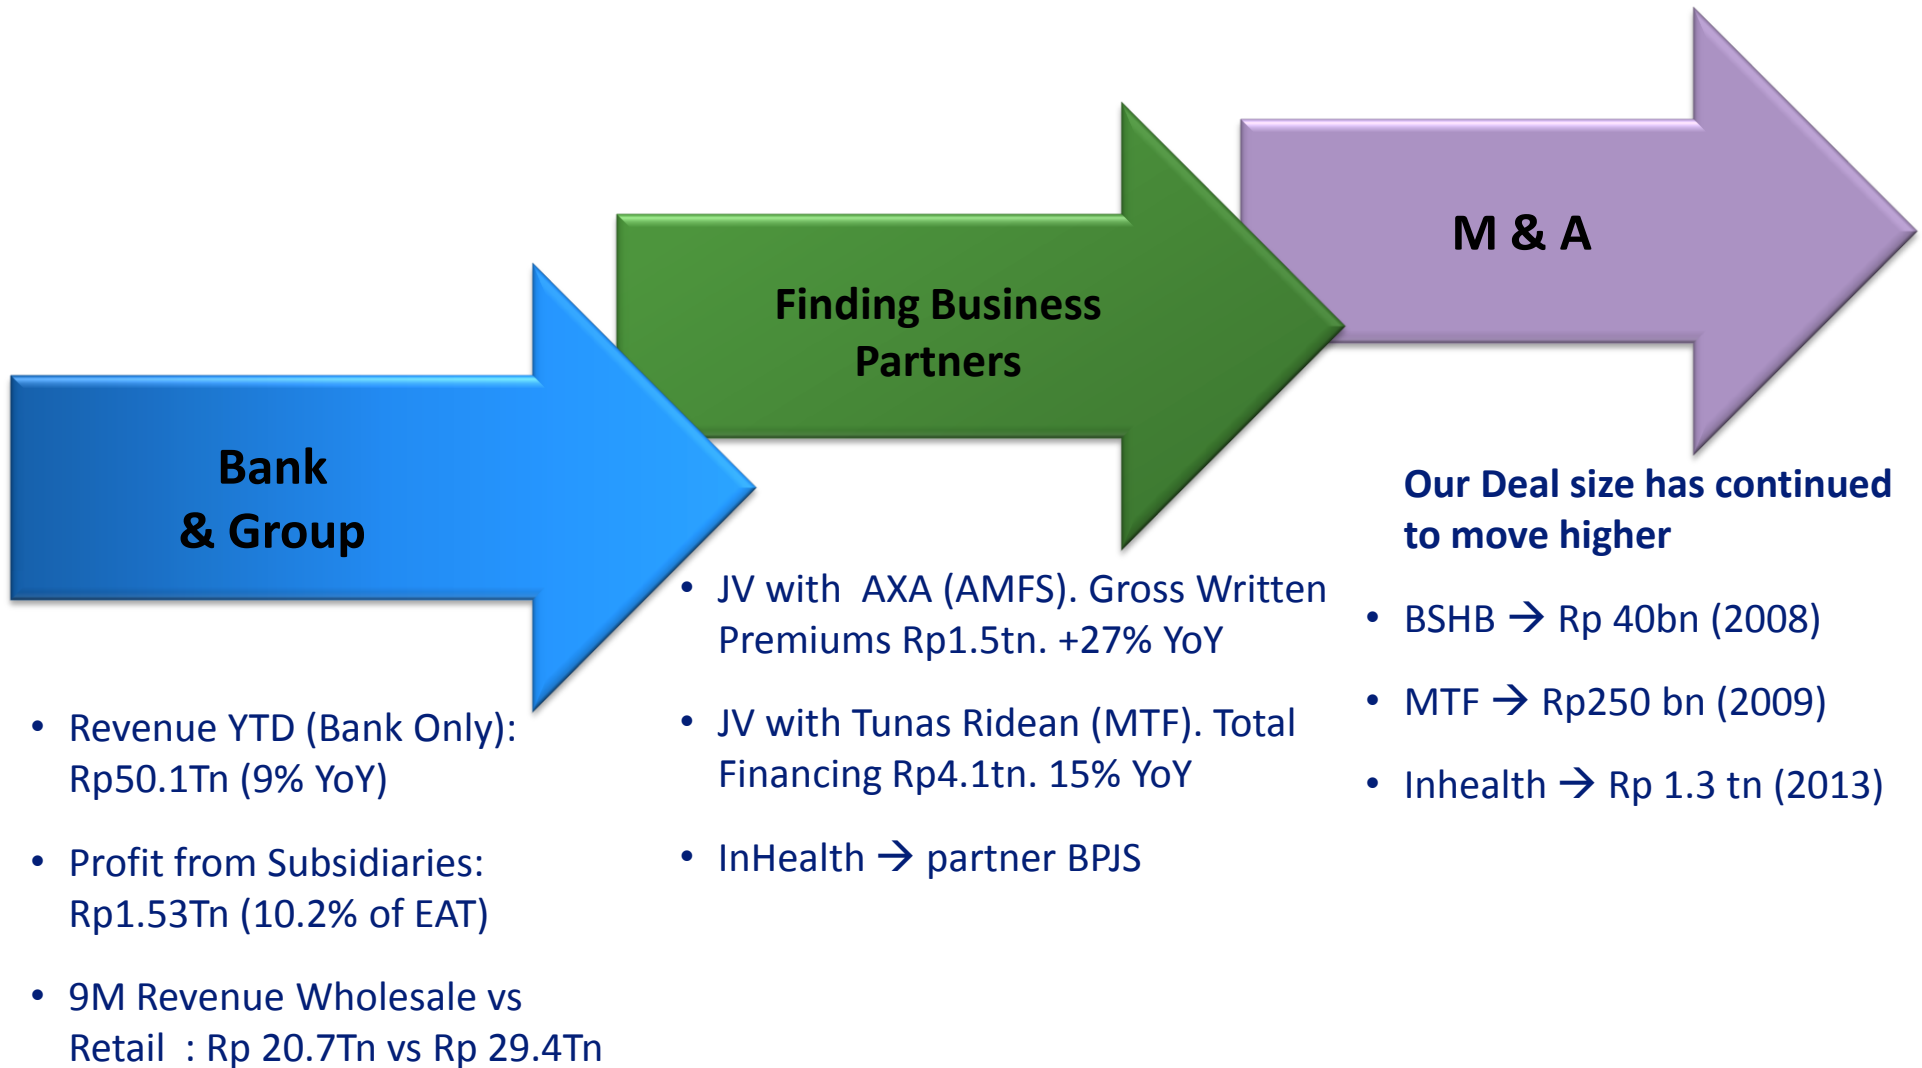 Bank
& Group
• Revenue YTD (Bank Only):
Rp50.1Tn (9% YoY)
• Profit from Subsidiaries:
Rp1.53Tn (10.2% of EAT)
• 9M Revenue Wholesale vs
Retail : Rp 20.7Tn vs Rp 29.4Tn
Finding Business
Partners
• JV with AXA (AMFS). Gross Written
Premiums Rp1.5tn. +27% YoY
• JV with Tunas Ridean (MTF). Total
Financing Rp4.1tn. 15% YoY
• InHealth → partner BPJS
M & A
Our Deal size has continued
to move higher
• BSHB → Rp 40bn (2008)
• MTF → Rp250 bn (2009)
• Inhealth → Rp 1.3 tn (2013)